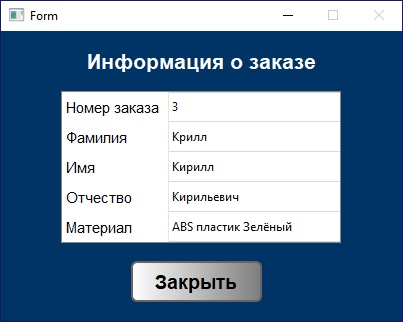 Form
Информация о заказе
Номер заказа 3
Фамилия Крилл
Имя Кирилл
Отчество Кирильевич
Материал ABS пластик Зелёный
Закрыть